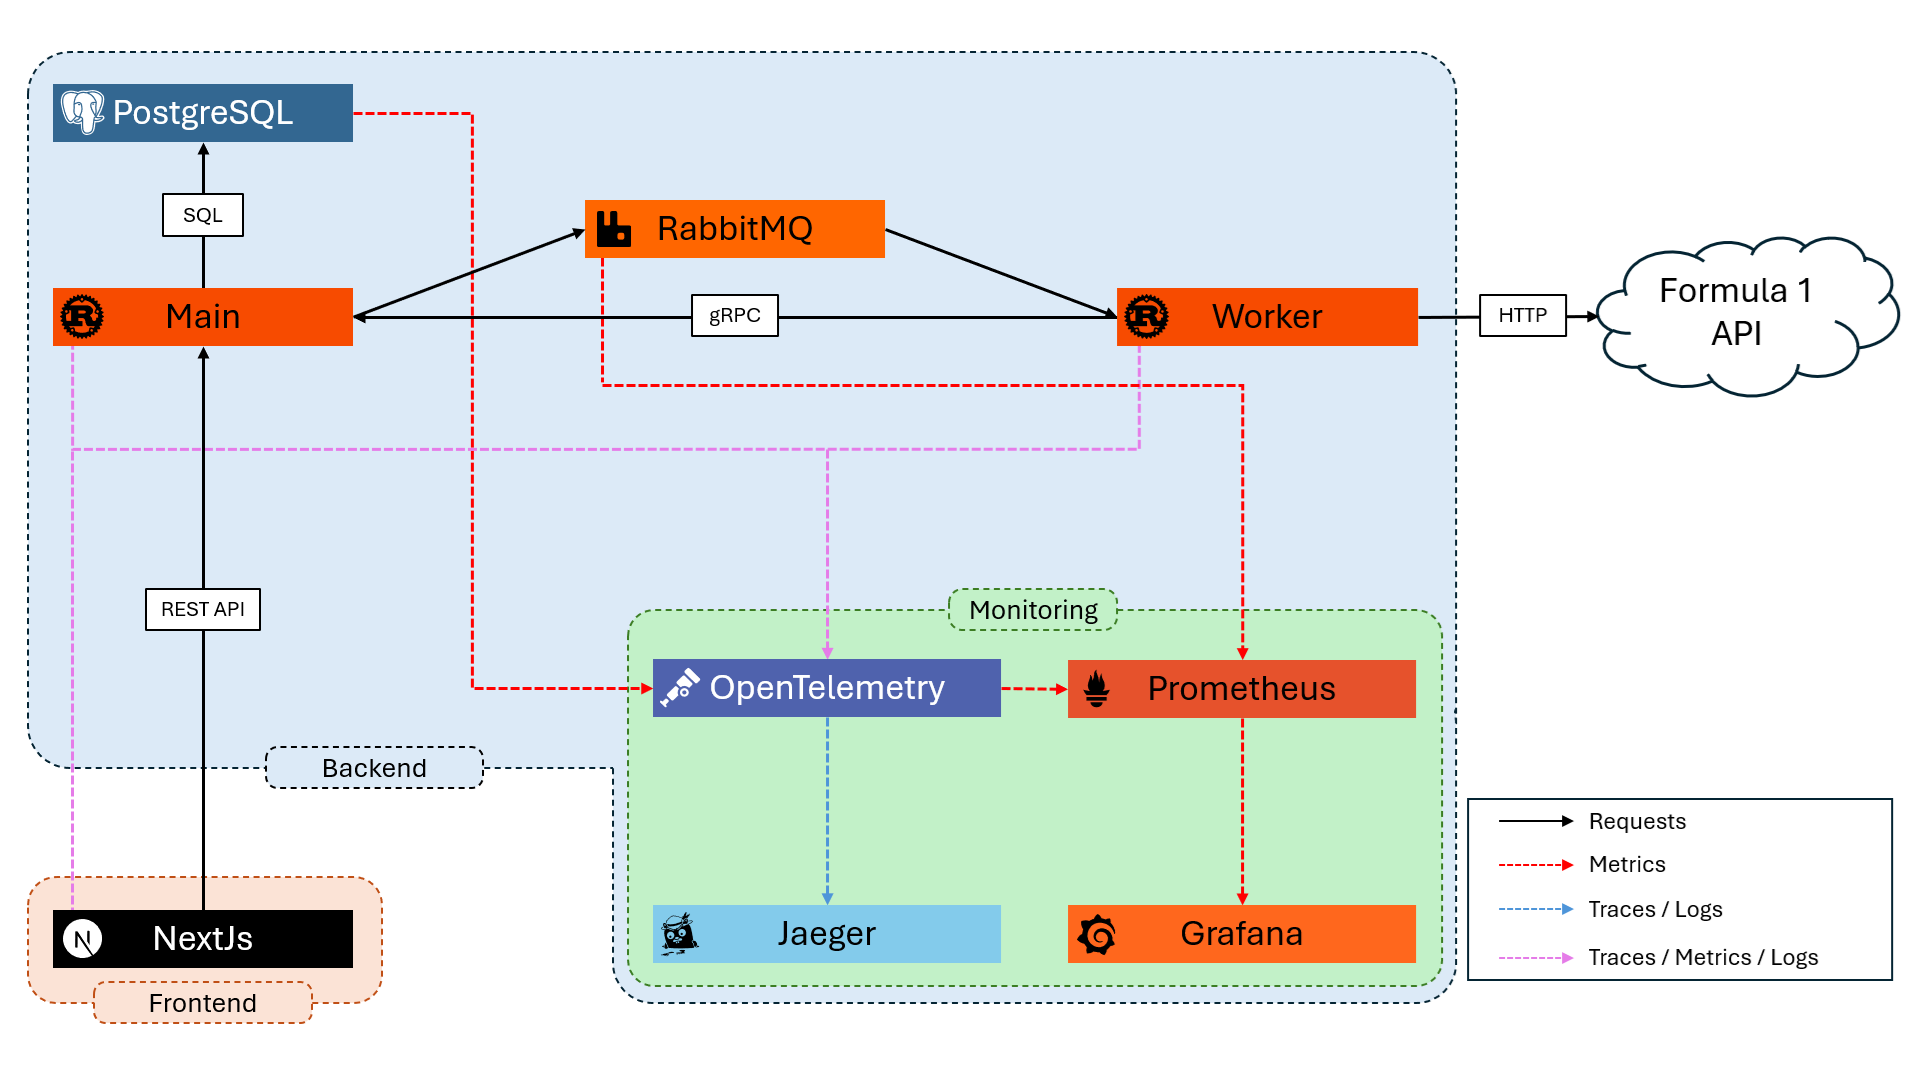 PostgreSQL
SQL
RabbitMQ
Main
gRPC
Worker
HTTP
Formula 1
API
REST API
Monitoring
OpenTelemetry
Prometheus
Backend
Requests
Metrics
Traces / Logs
Traces / Metrics / Logs
Jaeger
Grafana
NextJs
Frontend